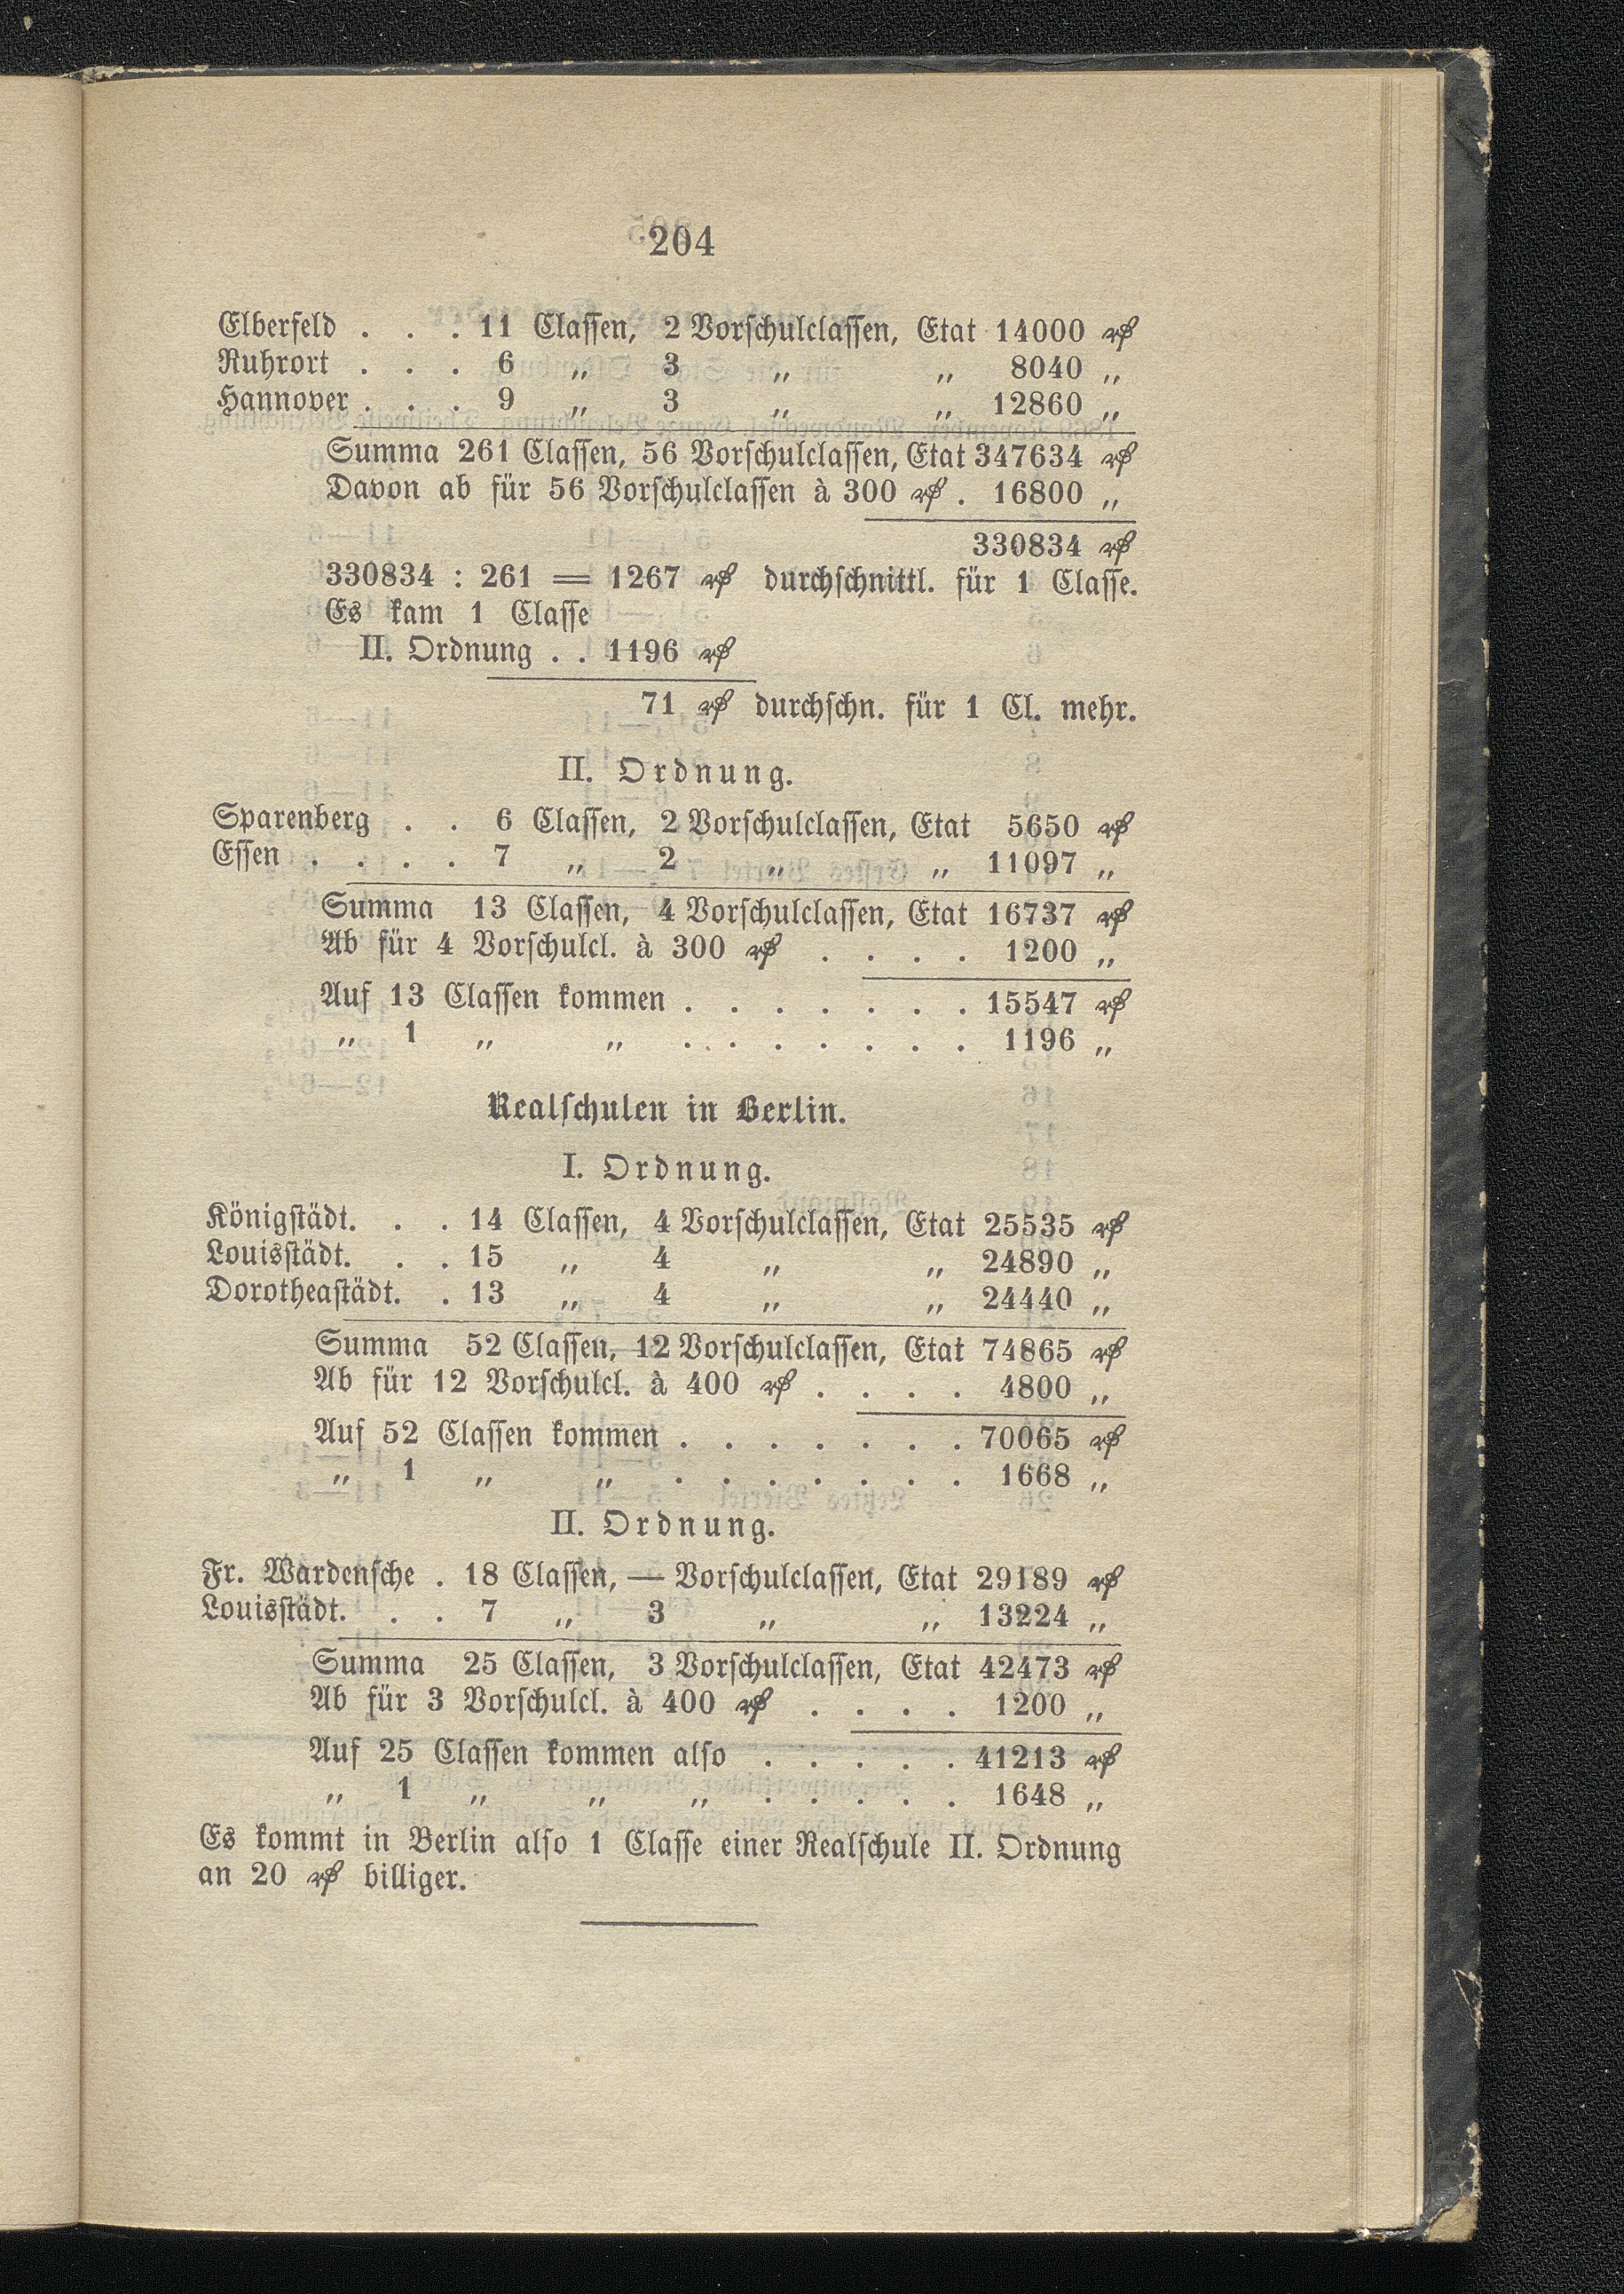 204
Elberfeld . . . 11 Classen, 2 Vorschulclassen, Etat 14000 ₰
Ruhrort . . . 6 „ 3 „ „ 8040 „
Hannover . . . 9 „ 3 „ „ 12860 „
Summa 261 Classen, 56 Vorschulclassen, Etat 347634 ₰
Davon ab für 56 Vorschulclassen à 300 ₰ . 16800 „
330834 ₰
330834 : 261 = 1267 ₰ durchschnittl. für 1 Classe.
Es kam 1 Classe
II. Ordnung . . 1196 ₰
71 ₰ durchschn. für 1 Cl. mehr.
II. Ordnung.
Sparenberg . . 6 Classen, 2 Vorschulclassen, Etat 5650 ₰
Essen . . . . 7 „ 2 „ „ 11097 „
Summa 13 Classen, 4 Vorschulclassen, Etat 16737 ₰
Ab für 4 Vorschulcl. à 300 ₰ . . . . 1200 „
Auf 13 Classen kommen . . . . . . . 15547 ₰
„ 1 „ „ . . . . . . . 1196 „
Realschulen in Berlin.
I. Ordnung.
Königstädt. . . 14 Classen, 4 Vorschulclassen, Etat 25535 ₰
Louisstädt. . . 15 „ 4 „ „ 24890 „
Dorotheastädt. . 13 „ 4 „ „ 24440 „
Summa 52 Classen, 12 Vorschulclassen, Etat 74865 ₰
Ab für 12 Vorschulcl. à 400 ₰ . . . . 4800 „
Auf 52 Classen kommen . . . . . . . 70065 ₰
„ 1 „ „ . . . . . . . 1668 „
II. Ordnung.
Fr. Wardensche . 18 Classen, — Vorschulclassen, Etat 29189 ₰
Louisstädt. . . 7 „ 3 „ „ 13224 „
Summa 25 Classen, 3 Vorschulclassen, Etat 42473 ₰
Ab für 3 Vorschulcl. à 400 ₰ . . . . 1200 „
Auf 25 Classen kommen also . . . . . 41213 ₰
„ 1 „ „ „ . . . . . 1648 „
Es kommt in Berlin also 1 Classe einer Realschule II. Ordnung
an 20 ₰ billiger.